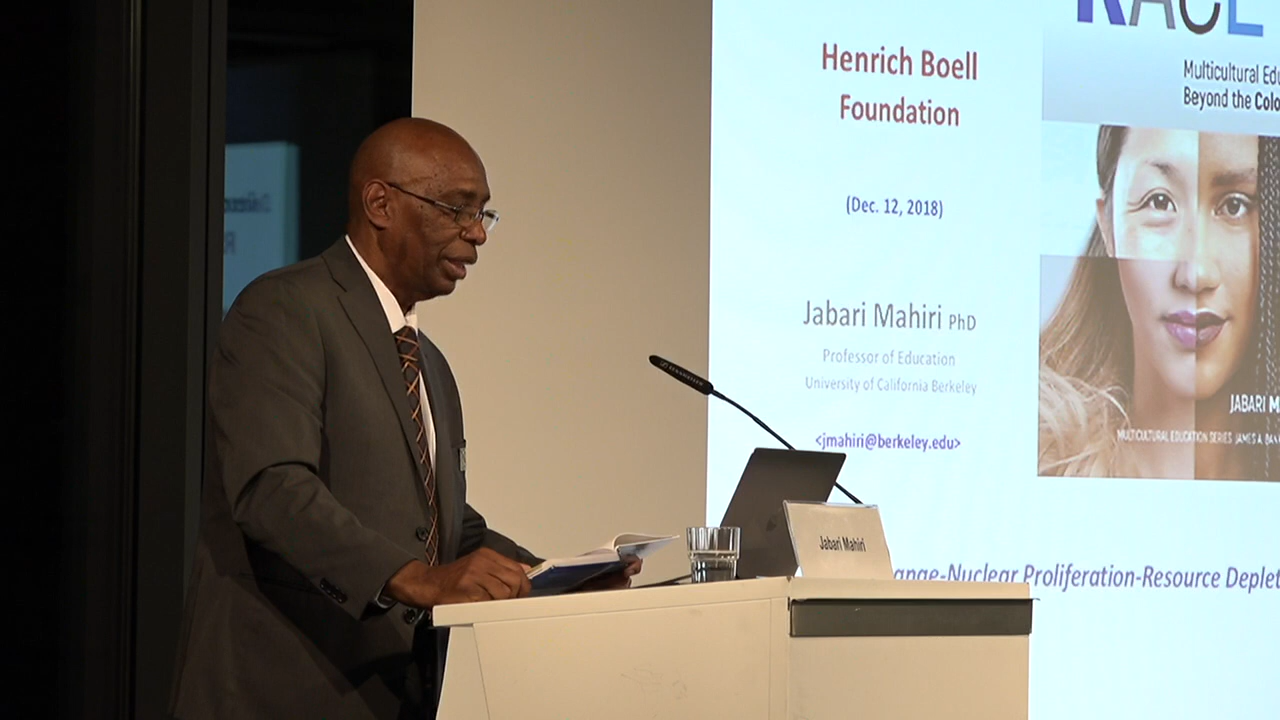 Henrich Boell
Foundation
(Dec. 12, 2018)
Jabari Mahiri PhD
Professor of Education
University of California Berkeley
<jmahiri@berkeley.edu>
RACE
Multicultural Edu
Beyond the Colo
JABARI M
MULTICULTURAL EDUCATION SERIES JAMES A. BAN
Jabari Mahiri
ange-Nuclear Proliferation-Resource Deplet